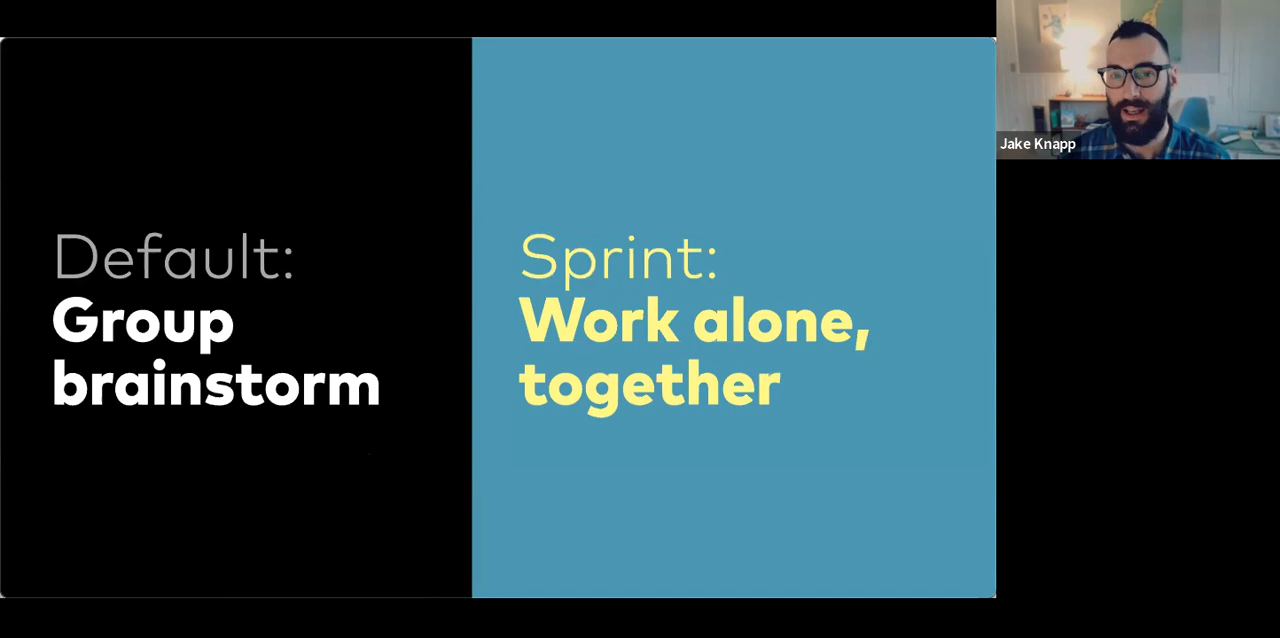 Default:
Group
brainstorm
Sprint:
Work alone,
together
Jake Knapp